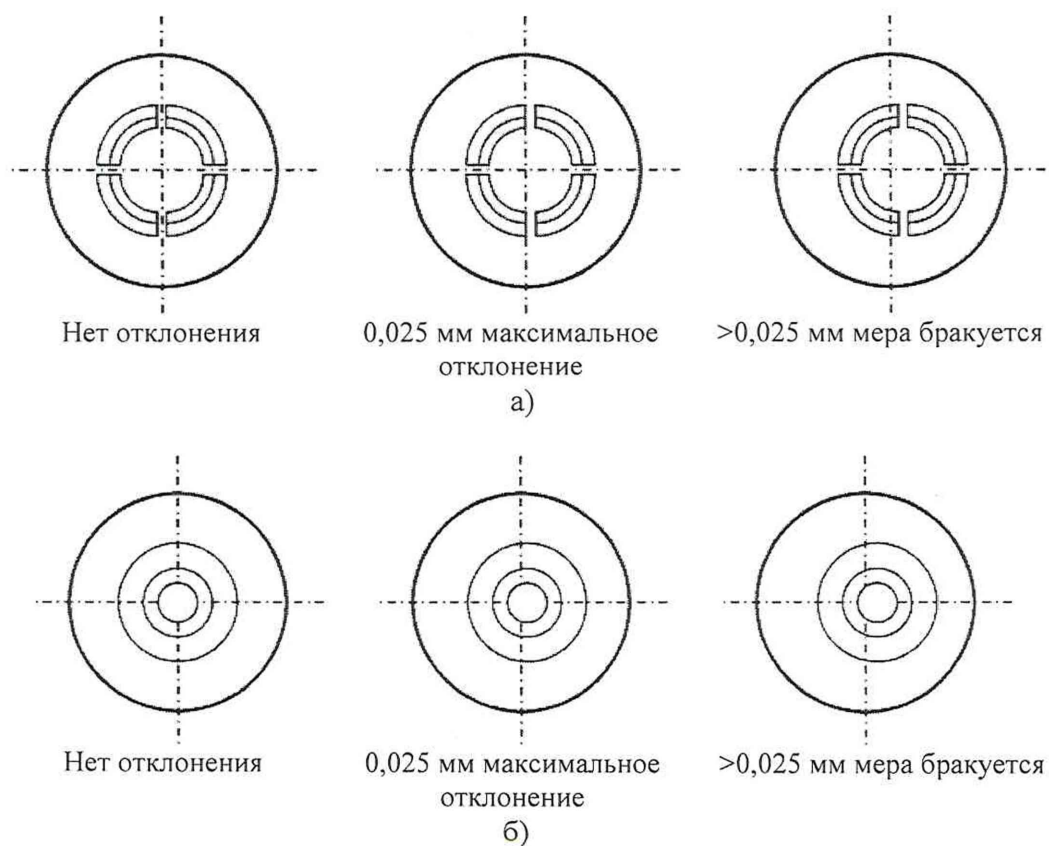 Нет отклонения
0,025 мм максимальное
отклонение
>0,025 мм мера бракуется
а)
Нет отклонения
0,025 мм максимальное
отклонение
>0,025 мм мера бракуется
б)